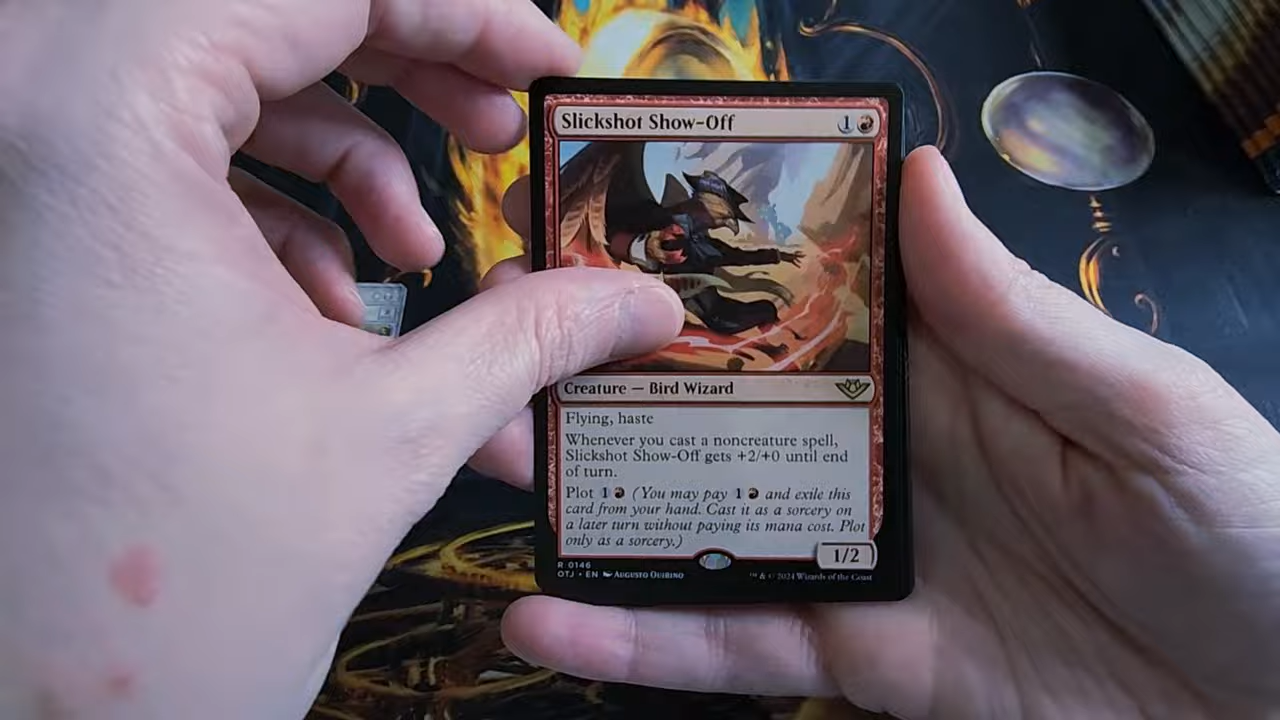 Slickshot Show-Off 1
Creature — Bird Wizard
Flying, haste
Whenever you cast a noncreature spell,
Slickshot Show-Off gets +2/+0 until end
of turn.
Plot 1 (You may pay 1 and exile this
card from your hand. Cast it as a sorcery on
a later turn without paying its mana cost. Plot
only as a sorcery.)
1/2
R 0146
OTJ • EN Augusto Quirino ™ & © 2024 Wizards of the Coast